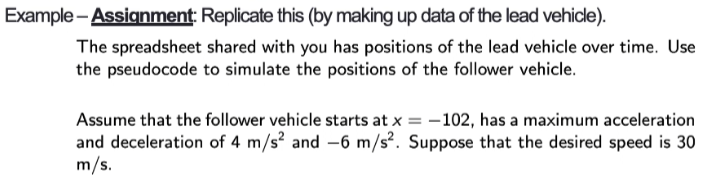 Example – Assignment: Replicate this (by making up data of the lead vehicle).
The spreadsheet shared with you has positions of the lead vehicle over time. Use
the pseudocode to simulate the positions of the follower vehicle.
Assume that the follower vehicle starts at x = −102, has a maximum acceleration
and deceleration of 4 m/s² and −6 m/s². Suppose that the desired speed is 30
m/s.